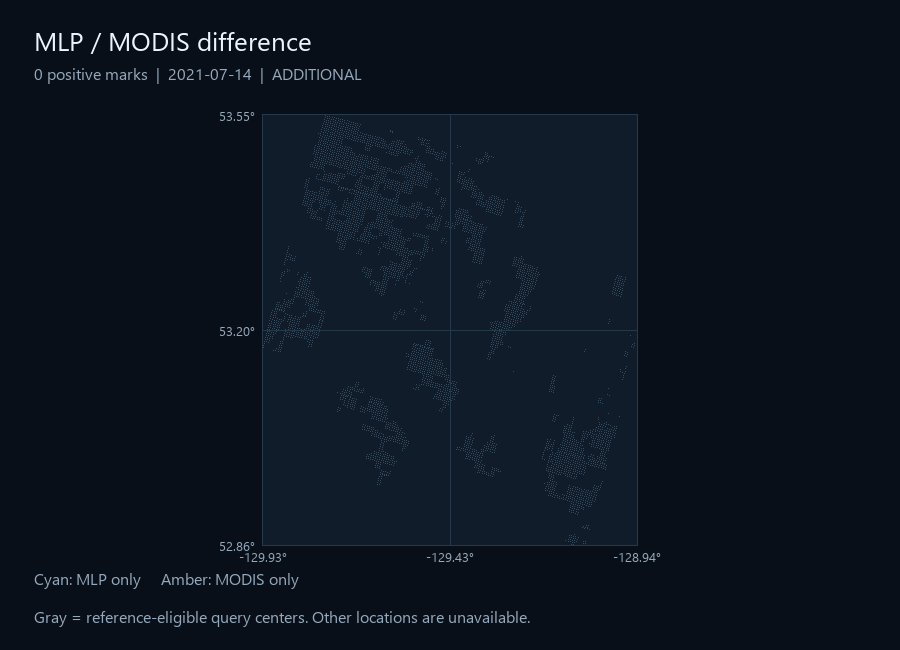 MLP / MODIS difference
0 positive marks | 2021-07-14 | ADDITIONAL
53.55°
53.20°
52.86°
-129.93° -129.43° -128.94°
Cyan: MLP only Amber: MODIS only
Gray = reference-eligible query centers. Other locations are unavailable.